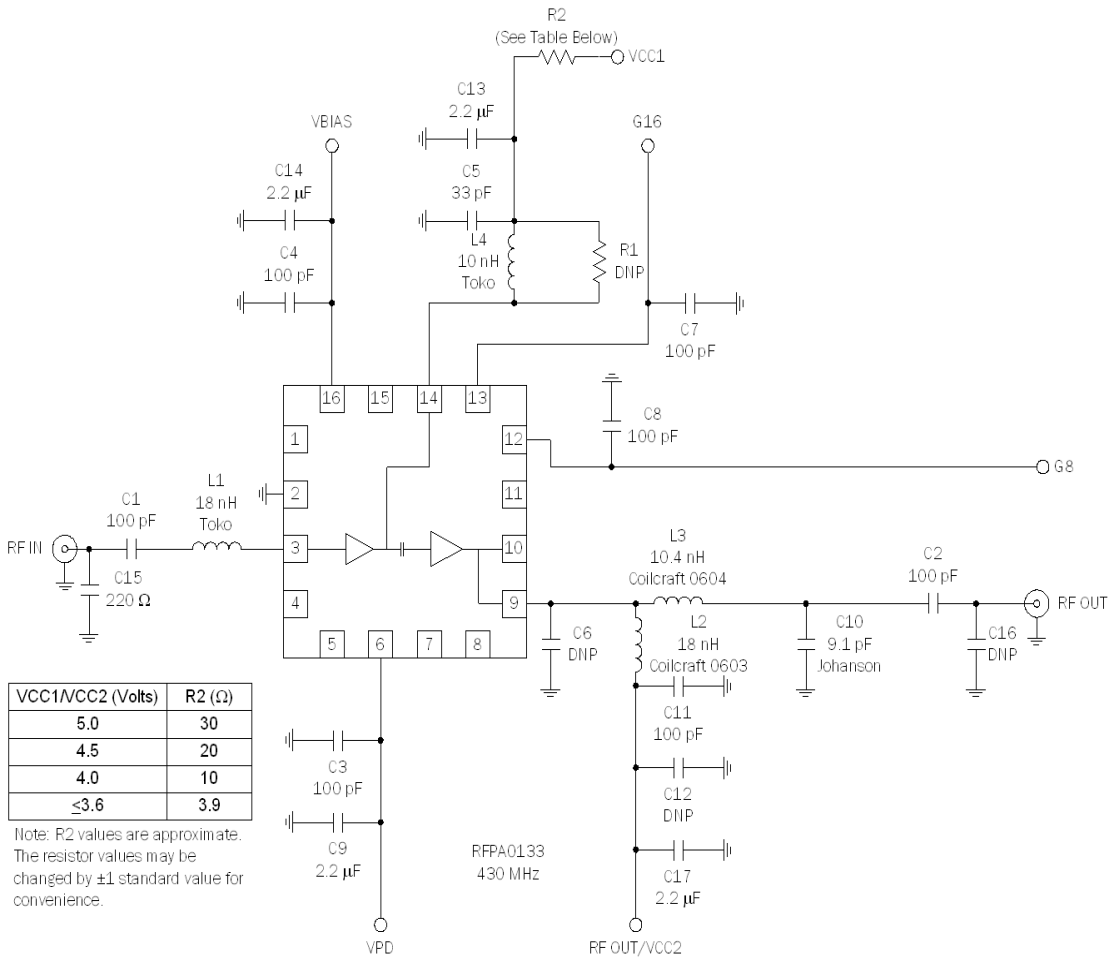 R2
(See Table Below)
VCC1
C13
2.2 µF
VBIAS
G16
C14
2.2 µF
C5
33 pF
L4
10 nH
Toko
R1
DNP
C4
100 pF
C7
100 pF
16
15
14
13
C8
100 pF
1
12
G8
L1
18 nH
Toko
2
11
C1
100 pF
RF IN
3
10
L3
10.4 nH
Coilcraft 0604
C2
100 pF
C15
220 Ω
4
9
RF OUT
C6
DNP
L2
18 nH
Coilcraft 0603
C10
9.1 pF
Johanson
C16
DNP
5
6
7
8
C11
100 pF
VCC1/VCC2 (Volts) R2 (Ω)
5.0 30
4.5 20
4.0 10
≤3.6 3.9
C3
100 pF
C12
DNP
Note: R2 values are approximate.
The resistor values may be
changed by ±1 standard value for
convenience.
C9
2.2 µF
RFPA0133
430 MHz
C17
2.2 µF
VPD
RF OUT/VCC2